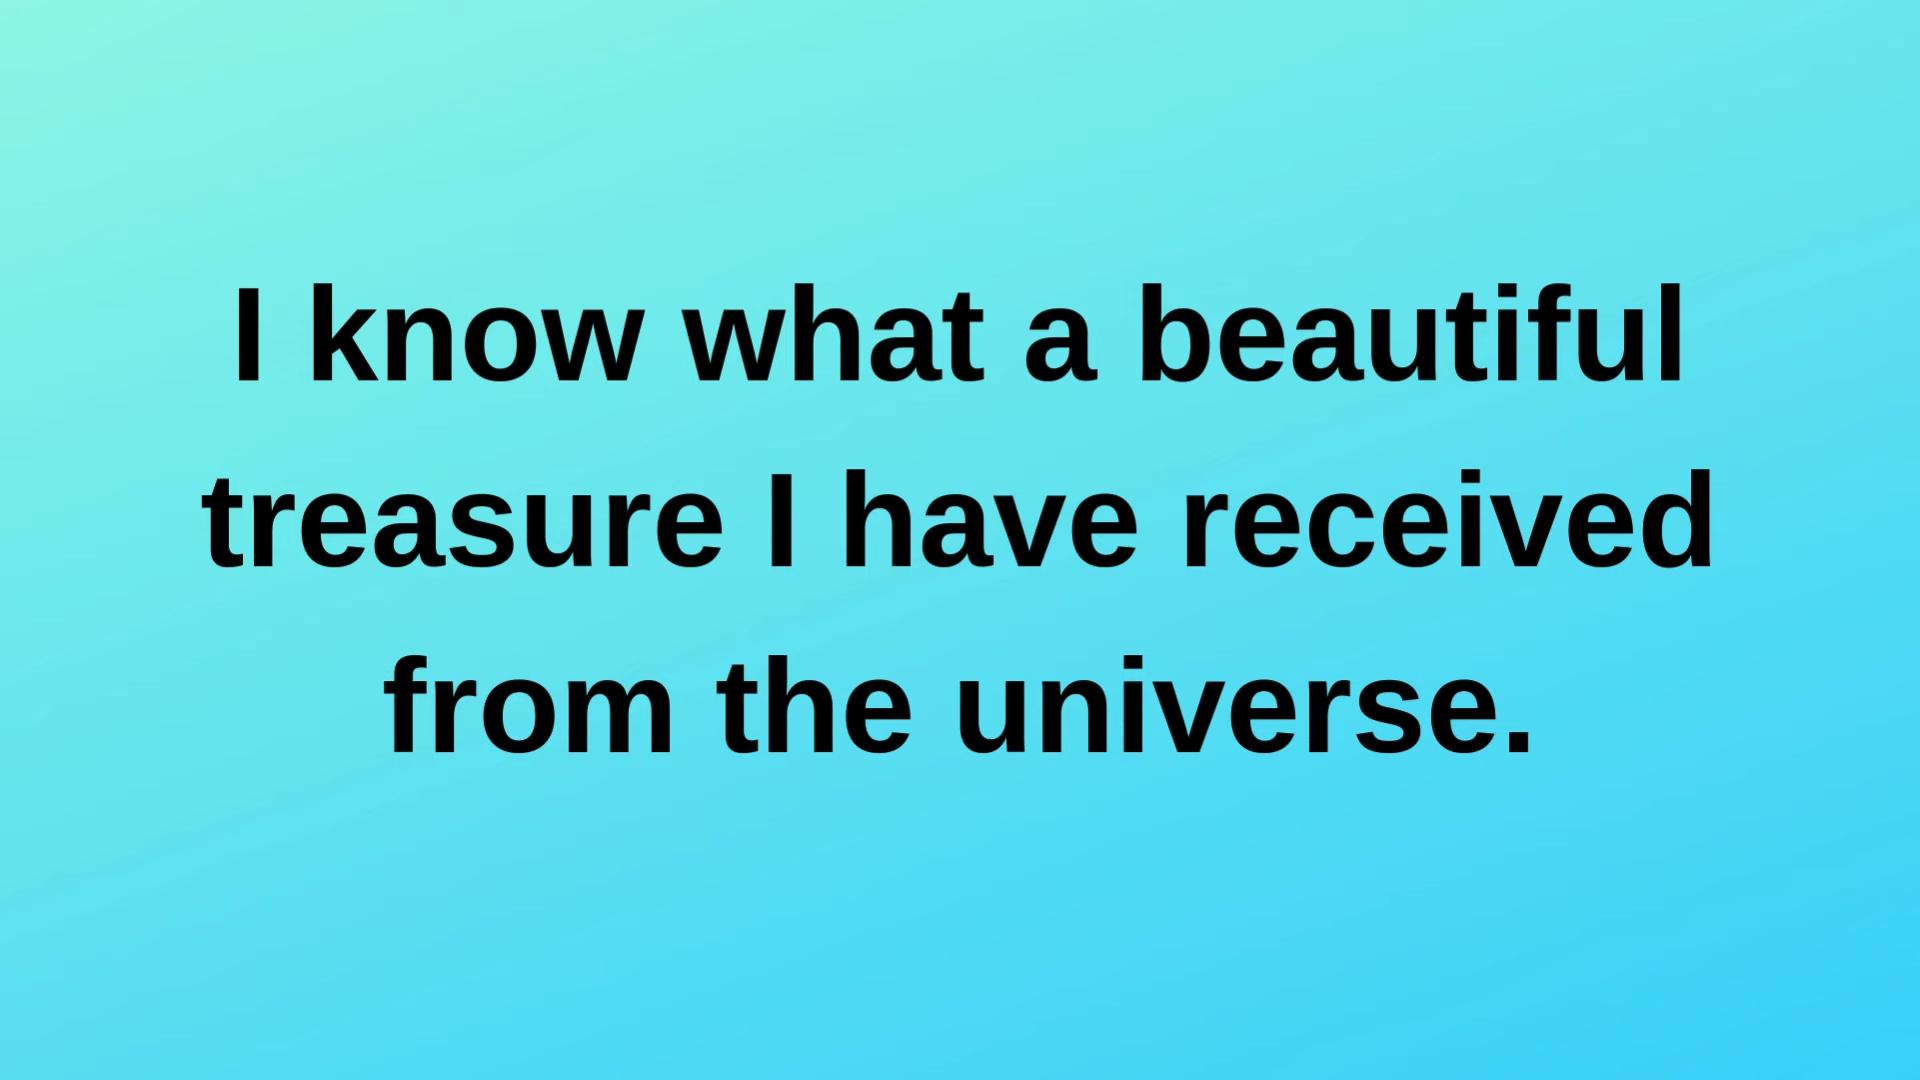 I know what a beautiful
treasure I have received
from the universe.